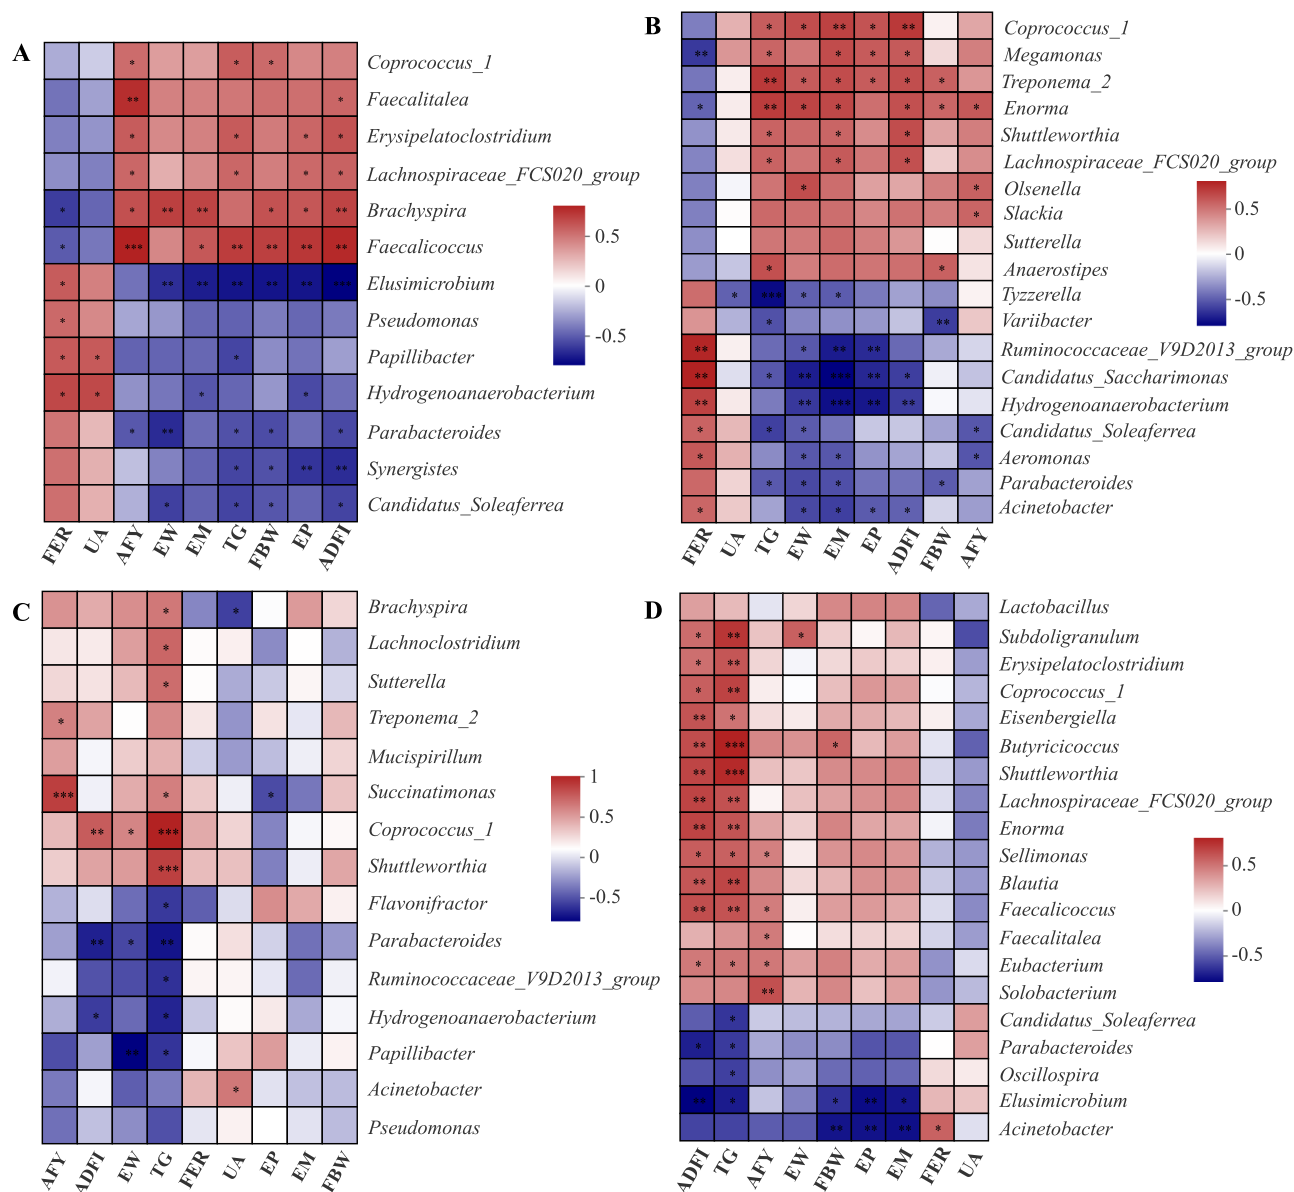 A
Coprococcus_1
Faecalitalea
Erysipelatoclostridium
Lachnospiraceae_FCS020_group
Brachyspira
Faecalicoccus
Elusimicrobium
Pseudomonas
Papillibacter
Hydrogenoanaerobacterium
Parabacteroides
Synergistes
Candidatus_Soleaferrea
FER UA AFY EW EM TG FBW EP ADFI
0.5
0
-0.5
B
Coprococcus_1
Megamonas
Treponema_2
Enorma
Shuttleworthia
Lachnospiraceae_FCS020_group
Olsenella
Slackia
Sutterella
Anaerostipes
Tyzzerella
Variibacter
Ruminococcaceae_V9D2013_group
Candidatus_Saccharimonas
Hydrogenoanaerobacterium
Candidatus_Soleaferrea
Aeromonas
Parabacteroides
Acinetobacter
FER UA TG EW EM EP ADFI FBW AFY
0.5
0
-0.5
C
Brachyspira
Lachnoclostridium
Sutterella
Treponema_2
Mucispirillum
Succinatimonas
Coprococcus_1
Shuttleworthia
Flavonifractor
Parabacteroides
Ruminococcaceae_V9D2013_group
Hydrogenoanaerobacterium
Papillibacter
Acinetobacter
Pseudomonas
AFY ADFI EW TG FER UA EP EM FBW
1
0.5
0
-0.5
D
Lactobacillus
Subdoligranulum
Erysipelatoclostridium
Coprococcus_1
Eisenbergiella
Butyricicoccus
Shuttleworthia
Lachnospiraceae_FCS020_group
Enorma
Sellimonas
Blautia
Faecalicoccus
Faecalitalea
Eubacterium
Solobacterium
Candidatus_Soleaferrea
Parabacteroides
Oscillospira
Elusimicrobium
Acinetobacter
ADFI TG AFY EW FBW EP EM FER UA
0.5
0
-0.5